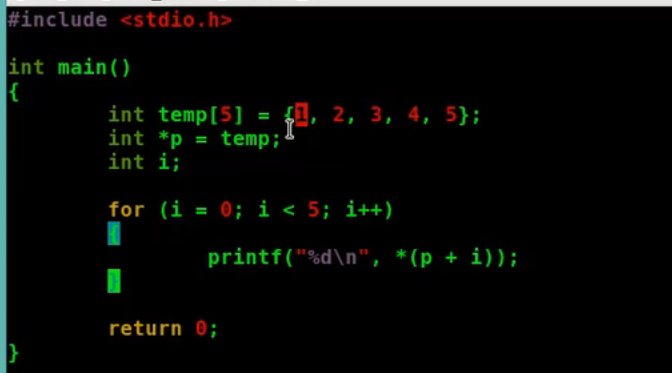 #include <stdio.h>
int main()
{
int temp[5] = {1, 2, 3, 4, 5};
int *p = temp;
int i;
for (i = 0; i < 5; i++)
{
printf("%d\n", *(p + i));
}
return 0;
}